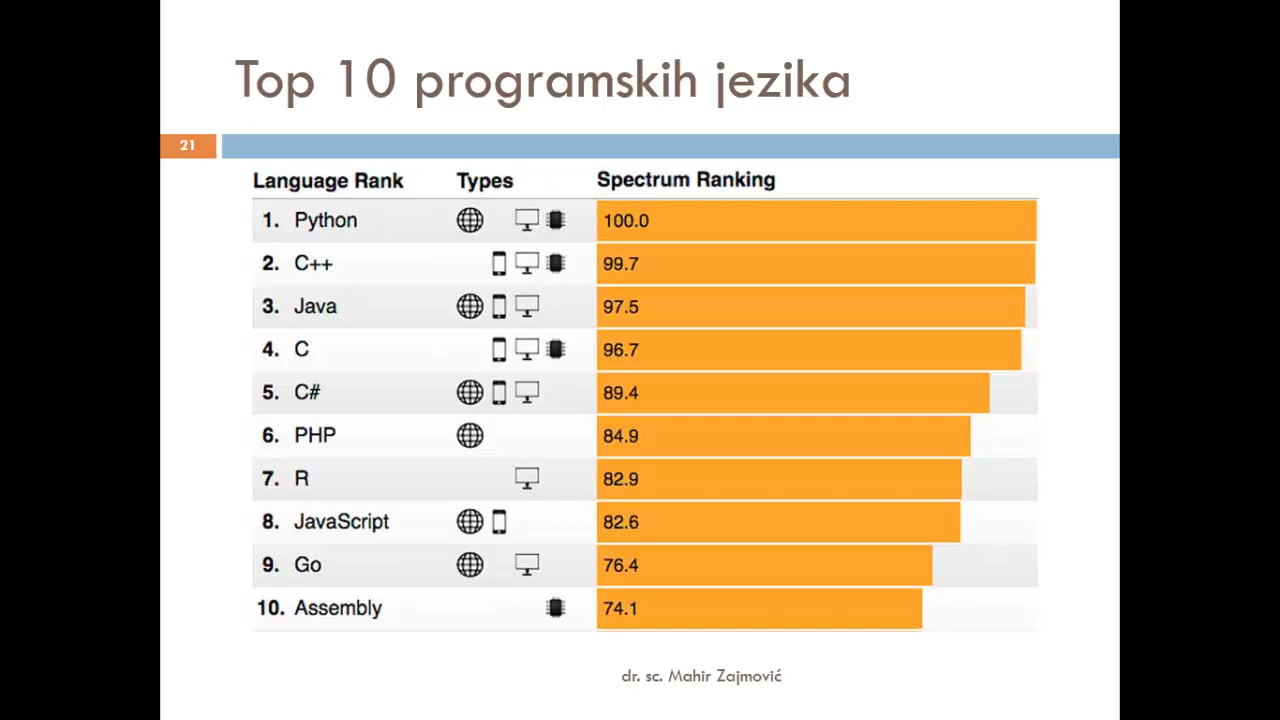 Top 10 programskih jezika
21
Language Rank Types Spectrum Ranking
1. Python 100.0
2. C++ 99.7
3. Java 97.5
4. C 96.7
5. C# 89.4
6. PHP 84.9
7. R 82.9
8. JavaScript 82.6
9. Go 76.4
10. Assembly 74.1
dr. sc. Mahir Zajmović